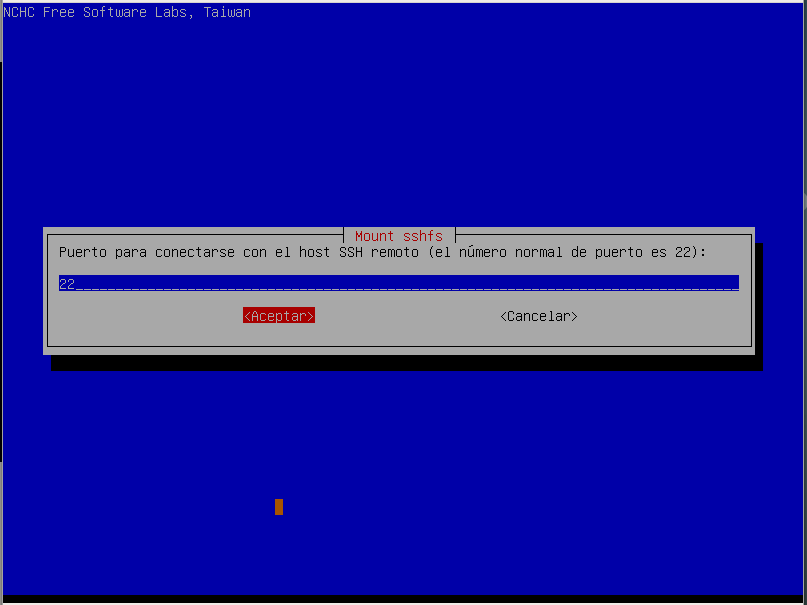 NCHC Free Software Labs, Taiwan
Mount sshfs
Puerto para conectarse con el host SSH remoto (el número normal de puerto es 22):
22
<Aceptar> <Cancelar>